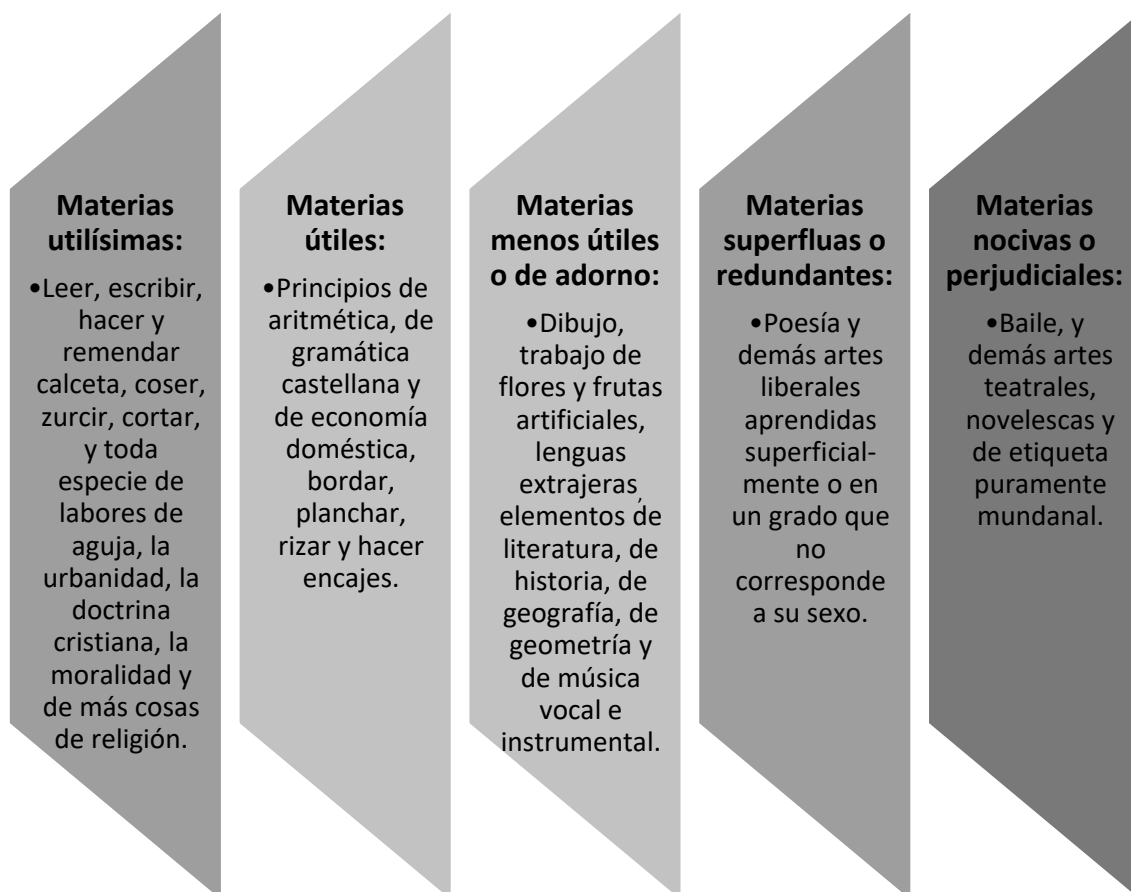 Materias
utilísimas:
•Leer, escribir,
hacer y
remendar
calceta, coser,
zurcir, cortar,
y toda
especie de
labores de
aguja, la
urbanidad, la
doctrina
cristiana, la
moralidad y
de más cosas
de religión.
Materias
útiles:
•Principios de
aritmética, de
gramática
castellana y
de economía
doméstica,
bordar,
planchar,
rizar y hacer
encajes.
Materias
menos útiles
o de adorno:
•Dibujo,
trabajo de
flores y frutas
artificiales,
lenguas
extrajeras,
elementos de
literatura, de
historia, de
geografía, de
geometría y
de música
vocal e
instrumental.
Materias
superfluas o
redundantes:
•Poesía y
demás artes
liberales
aprendidas
superficial-
mente o en
un grado que
no
corresponde
a su sexo.
Materias
nocivas o
perjudiciales:
•Baile, y
demás artes
teatrales,
novelescas y
de etiqueta
puramente
mundanal.